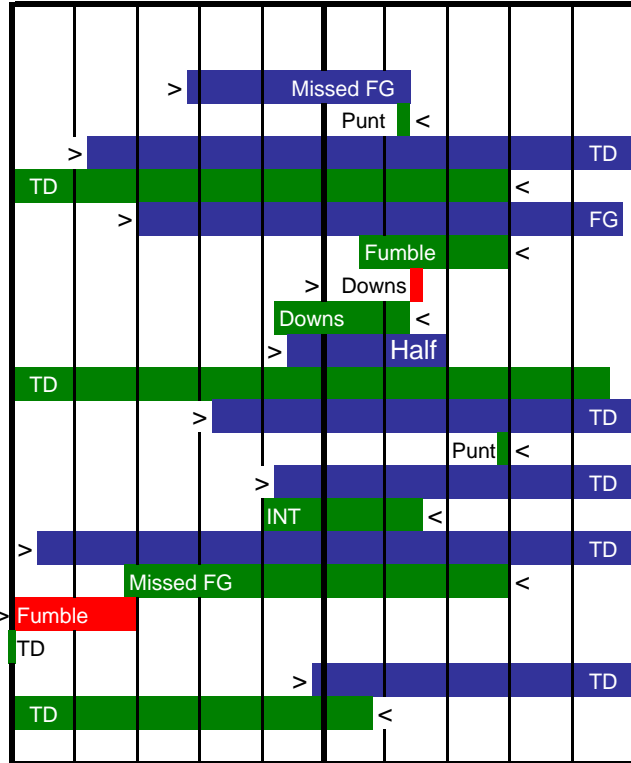 > Missed FG
Punt <
> TD
TD <
> FG
Fumble <
> Downs
Downs <
> Half
TD
> TD
Punt <
> TD
INT <
> TD
Missed FG <
> Fumble
TD
> TD
TD <